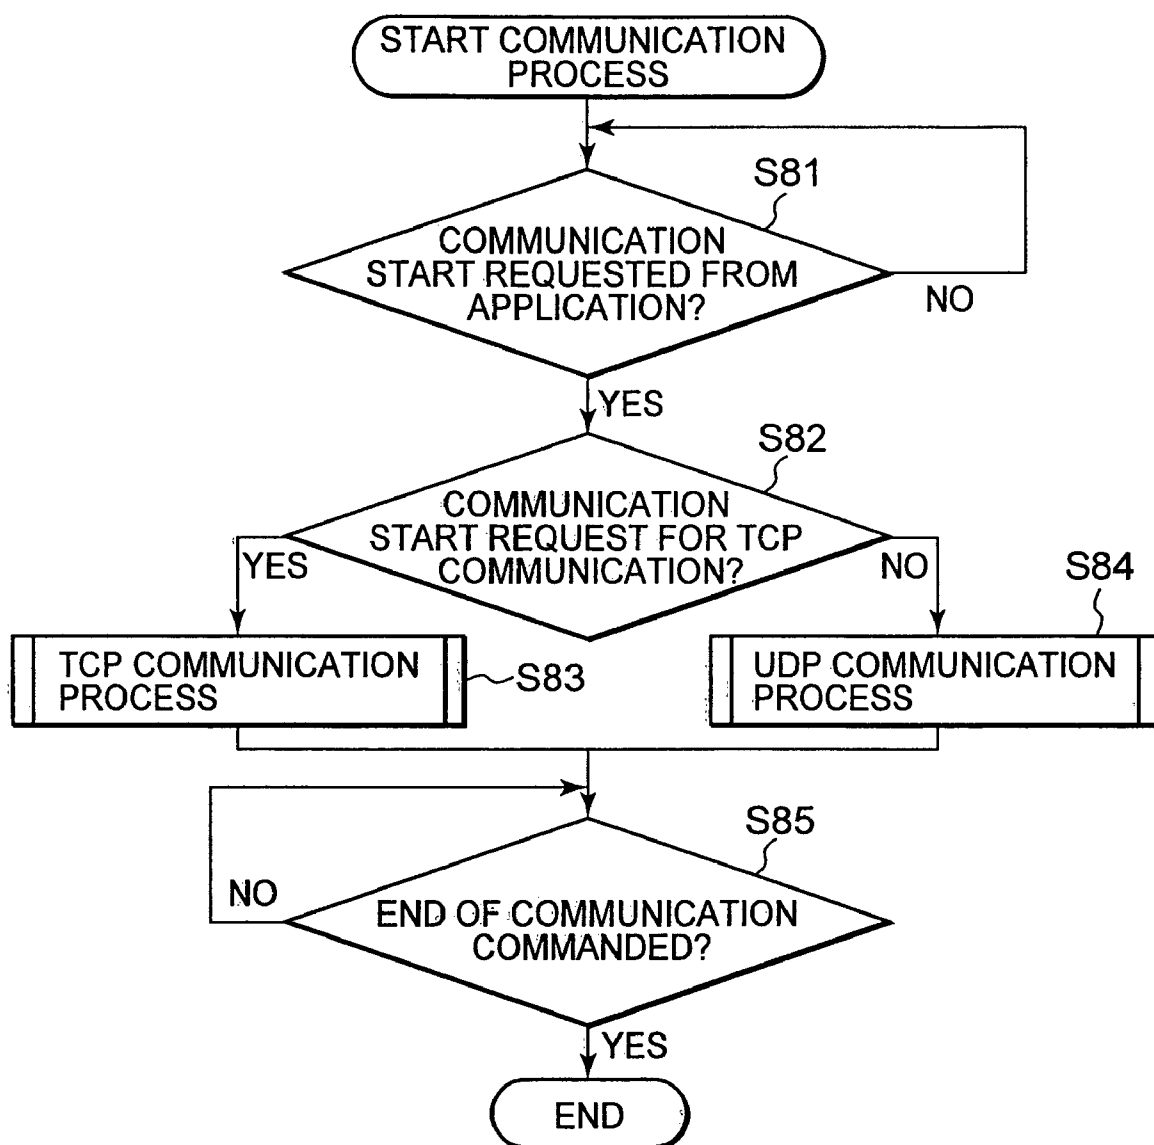 START COMMUNICATION
PROCESS
S81
COMMUNICATION
START REQUESTED FROM
APPLICATION?
NO
YES
S82
COMMUNICATION
START REQUEST FOR TCP
COMMUNICATION?
YES
NO
S84
TCP COMMUNICATION
PROCESS
S83
UDP COMMUNICATION
PROCESS
S85
NO
END OF COMMUNICATION
COMMANDED?
YES
END